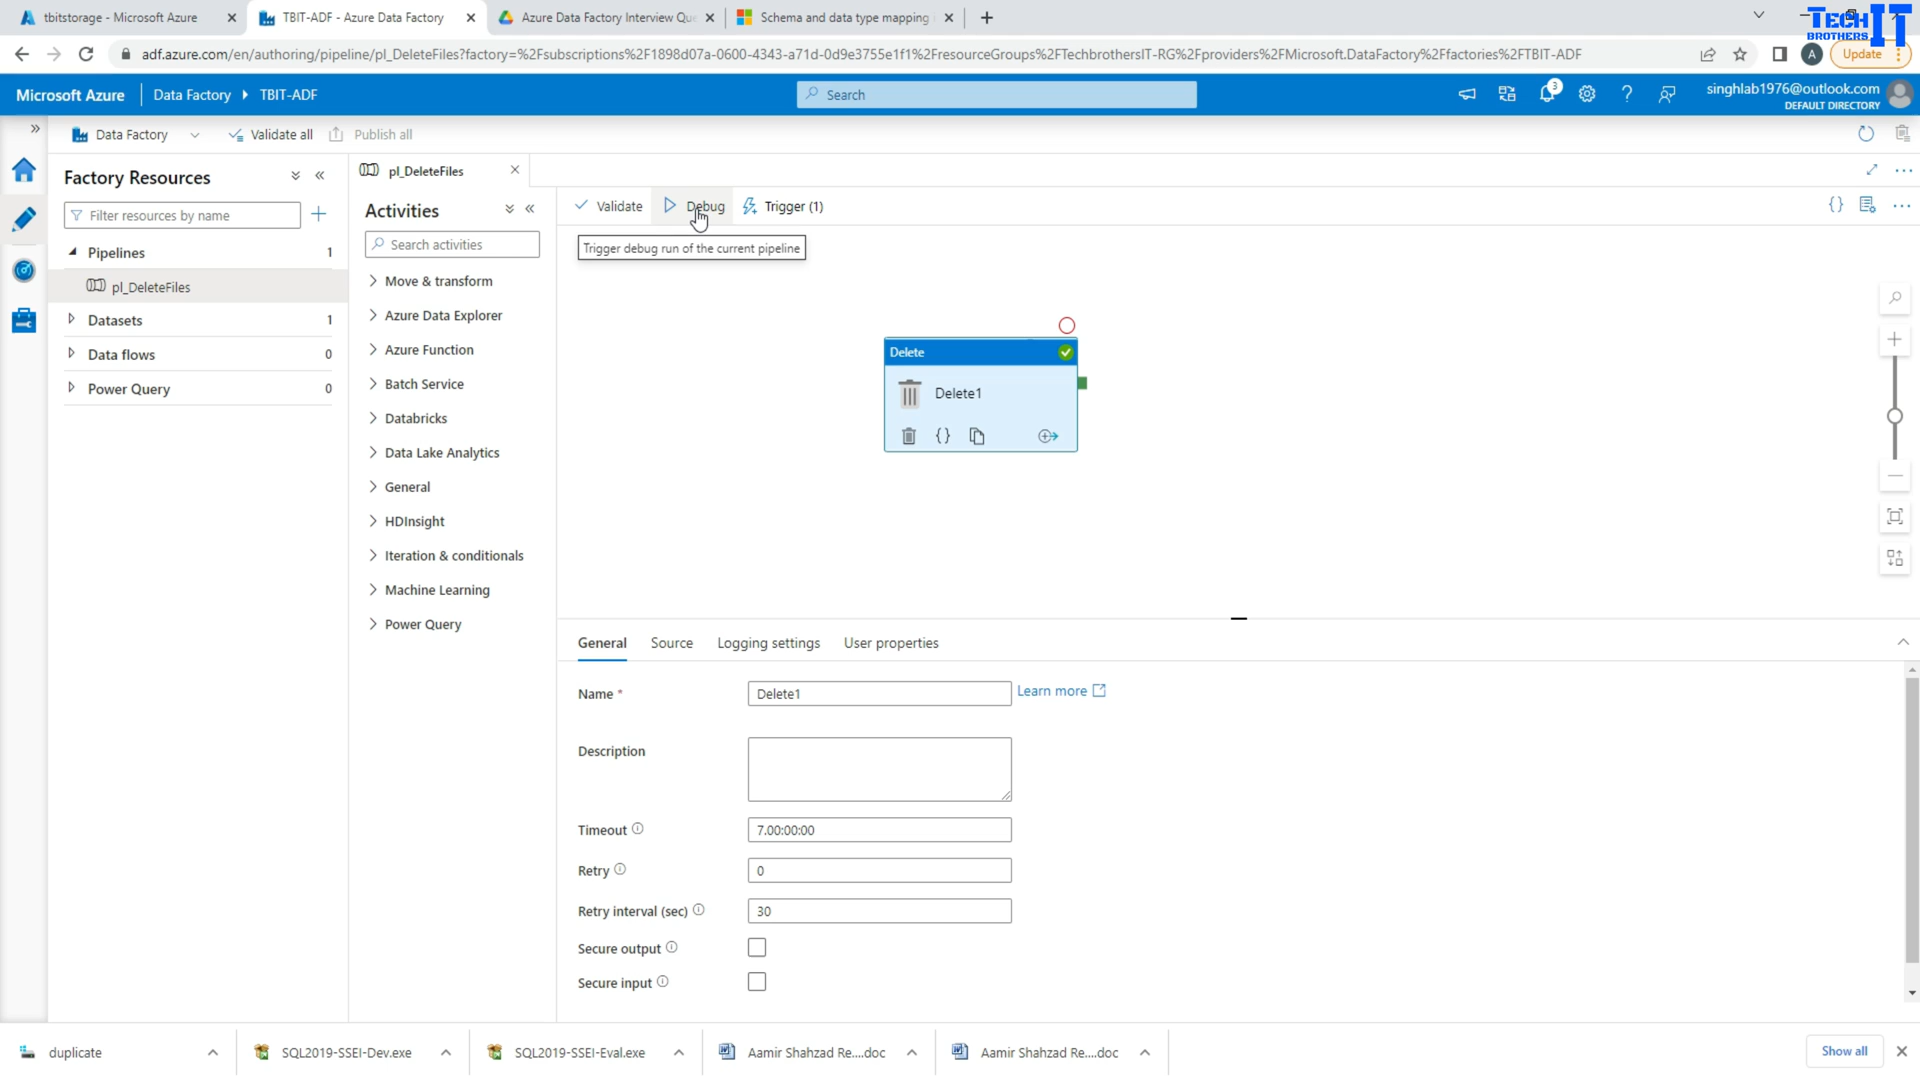 tbitstorage - Microsoft Azure
TBIT-ADF - Azure Data Factory
Azure Data Factory Interview Que
Schema and data type mapping
TECH IT
BROTHERS.
adf.azure.com/en/authoring/pipeline/pl_DeleteFiles?factory=%2Fsubscriptions%2F1898d07a-0600-4343-a71d-0d9e3755e1f1%2FresourceGroups%2FTechbrothersIT-RG%2Fproviders%2FMicrosoft.DataFactory%2Ffactories%2FTBIT-ADF
A
Update
Microsoft Azure
Data Factory
TBIT-ADF
Search
3
singhlab1976@outlook.com
DEFAULT DIRECTORY
Data Factory
Validate all
Publish all
Factory Resources
Filter resources by name
Pipelines 1
pl_DeleteFiles
Datasets 1
Data flows 0
Power Query 0
pl_DeleteFiles
Activities
Search activities
Move & transform
Azure Data Explorer
Azure Function
Batch Service
Databricks
Data Lake Analytics
General
HDInsight
Iteration & conditionals
Machine Learning
Power Query
Validate
Debug
Trigger (1)
Trigger debug run of the current pipeline
Delete
Delete1
General
Source
Logging settings
User properties
Name *
Delete1
Learn more
Description
Timeout
7.00:00:00
Retry
0
Retry interval (sec)
30
Secure output
Secure input
duplicate
SQL2019-SSEI-Dev.exe
SQL2019-SSEI-Eval.exe
Aamir Shahzad Re....doc
Aamir Shahzad Re....doc
Show all